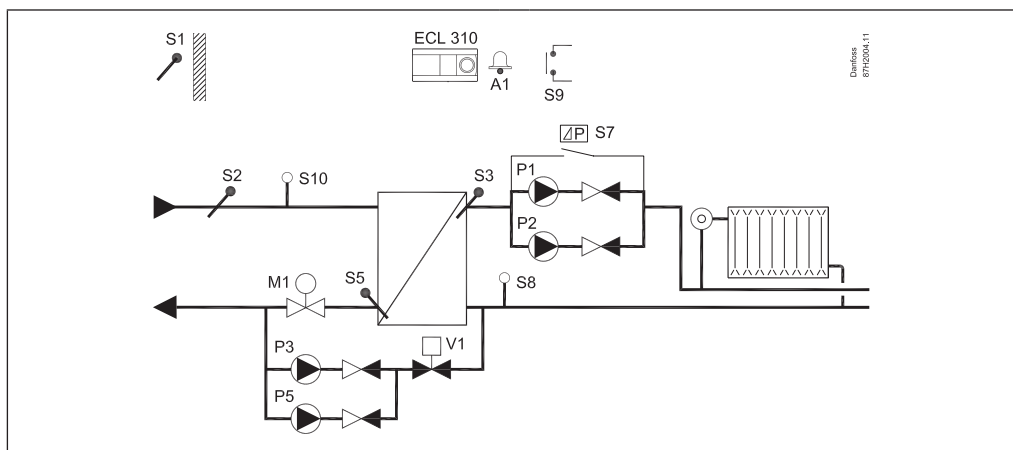 S1
ECL 310
A1
S9
Danfoss
87H2004.11
⊿P S7
P1
S2
S10
S3
P2
M1
S5
S8
P3
V1
P5